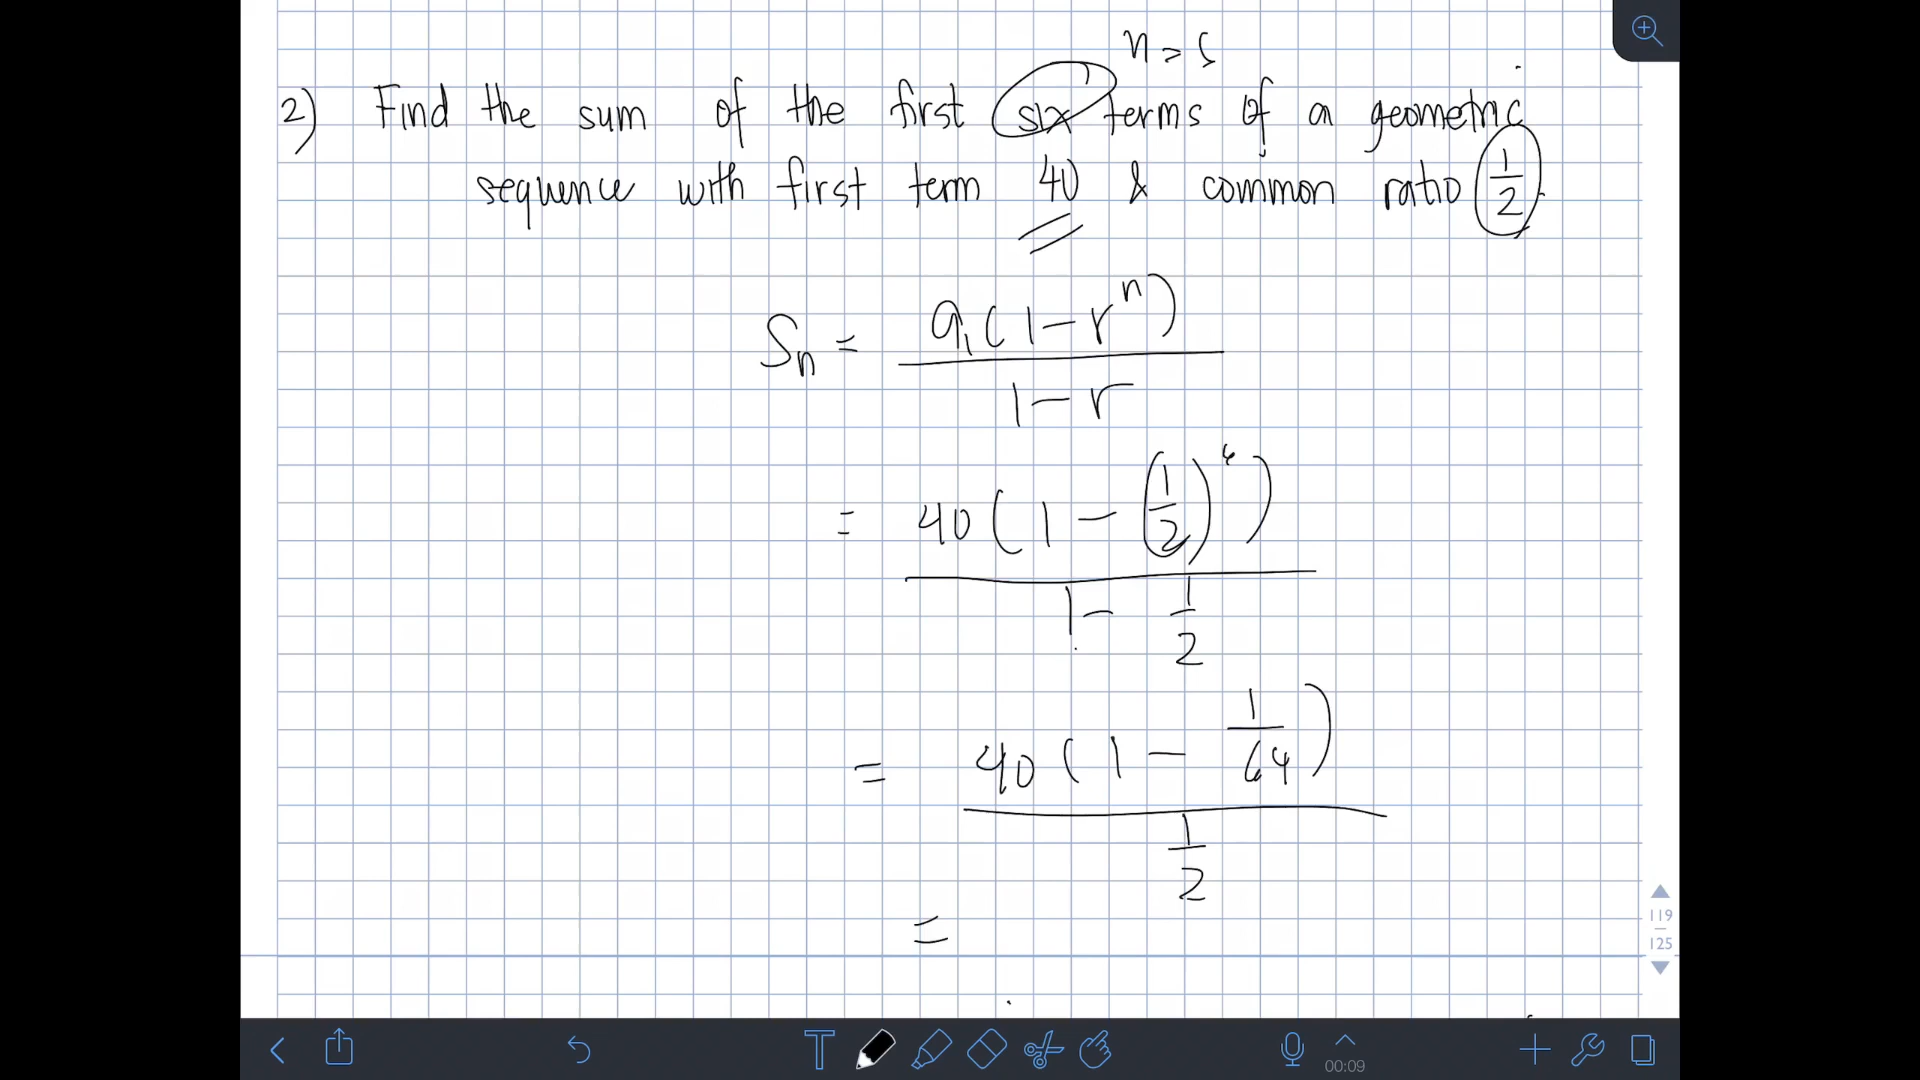 n = 5
2) Find the sum of the first six terms of a geometric
sequence with first term 40 & common ratio 1/2.
Sn = a₁(1-rⁿ) / 1-r
= 40(1-(1/2)⁶) / 1-1/2
= 40(1-1/64) / 1/2
=
119
125
T
00:09